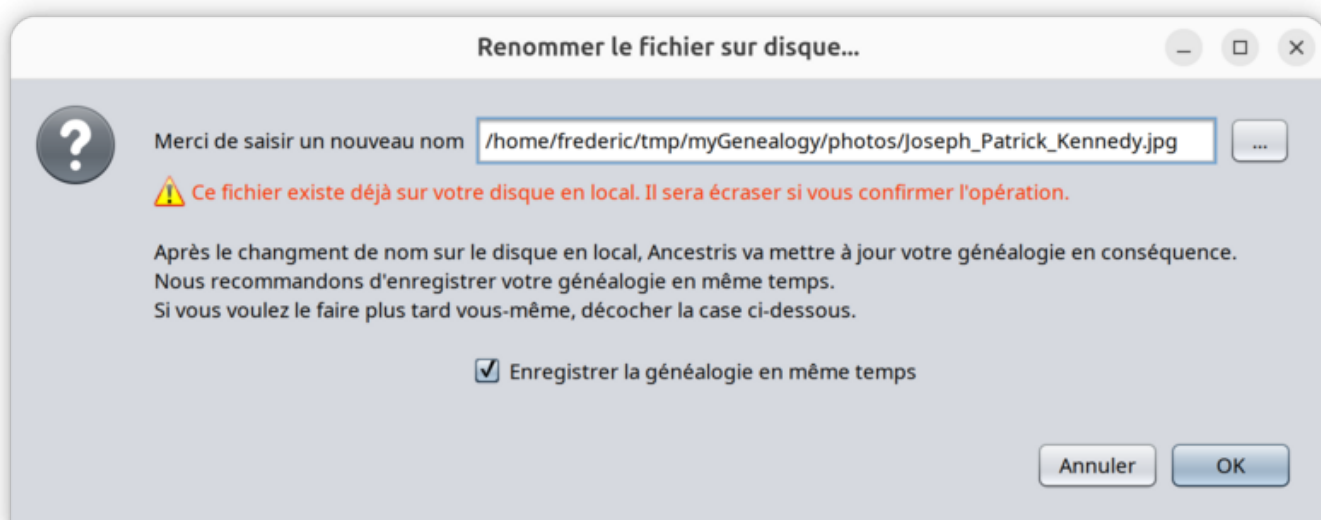 Renommer le fichier sur disque...
Merci de saisir un nouveau nom /home/frederic/tmp/myGenealogy/photos/Joseph_Patrick_Kennedy.jpg ...
Ce fichier existe déjà sur votre disque en local. Il sera écraser si vous confirmer l'opération.
Après le changment de nom sur le disque en local, Ancestris va mettre à jour votre généalogie en conséquence.
Nous recommandons d'enregistrer votre généalogie en même temps.
Si vous voulez le faire plus tard vous-même, décocher la case ci-dessous.
Enregistrer la généalogie en même temps
Annuler OK